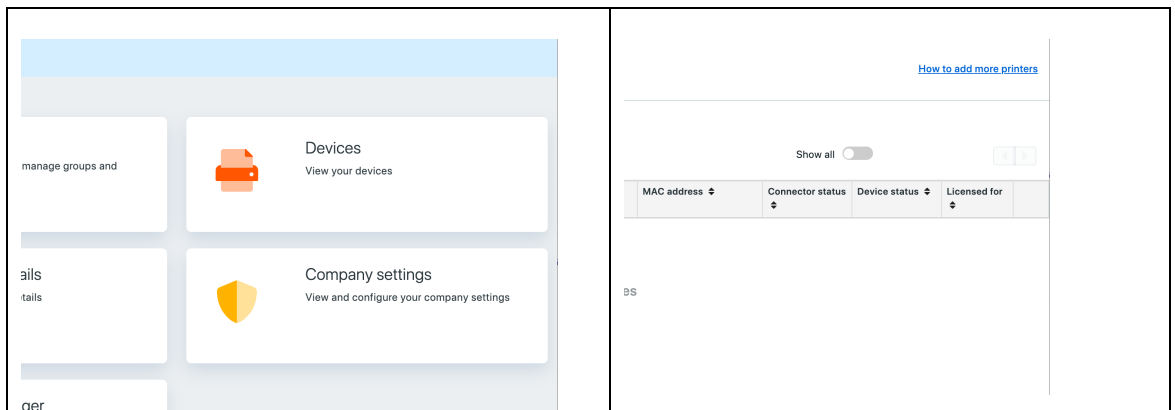 manage groups and
Devices
View your devices
ails
tails
Company settings
View and configure your company settings
ger
How to add more printers
Show all
MAC address
Connector status
Device status
Licensed for
es